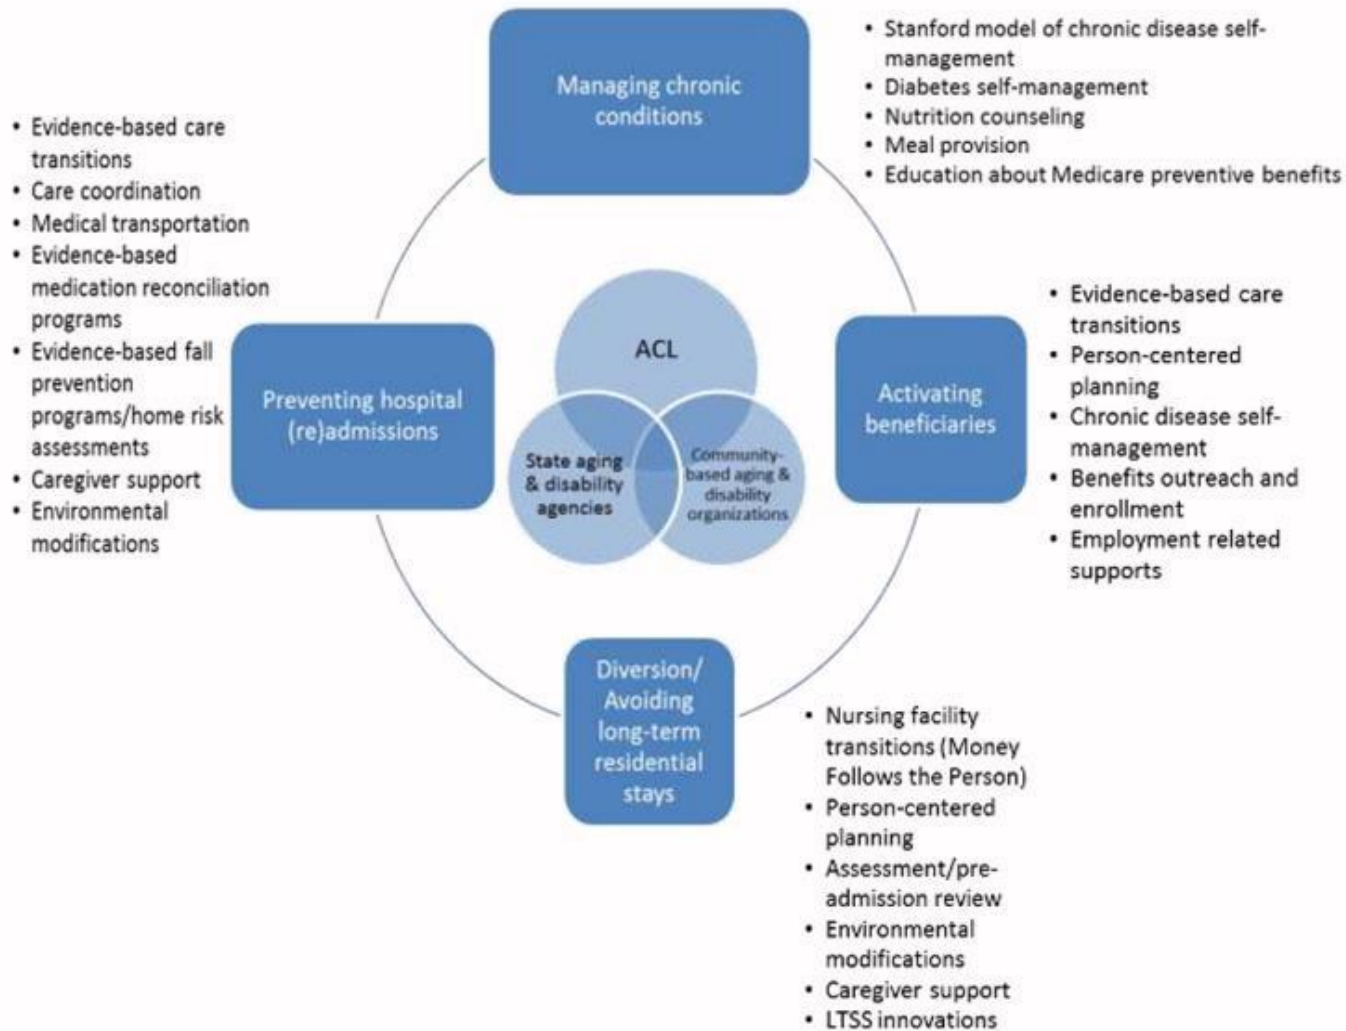 Managing chronic
conditions
• Stanford model of chronic disease self-
management
• Diabetes self-management
• Nutrition counseling
• Meal provision
• Education about Medicare preventive benefits
• Evidence-based care
transitions
• Care coordination
• Medical transportation
• Evidence-based
medication reconciliation
programs
• Evidence-based fall
prevention
programs/home risk
assessments
• Caregiver support
• Environmental
modifications
Preventing hospital
(re)admissions
ACL
State aging
& disability
agencies
Community-
based aging &
disability
organizations
Activating
beneficiaries
• Evidence-based care
transitions
• Person-centered
planning
• Chronic disease self-
management
• Benefits outreach and
enrollment
• Employment related
supports
Diversion/
Avoiding
long-term
residential
stays
• Nursing facility
transitions (Money
Follows the Person)
• Person-centered
planning
• Assessment/pre-
admission review
• Environmental
modifications
• Caregiver support
• LTSS innovations